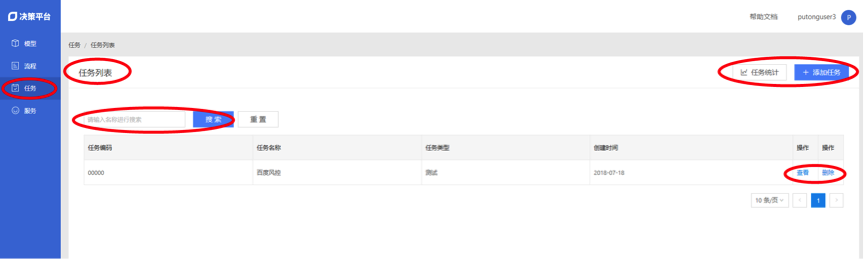 决策平台
帮助文档 putonguser3 P
模型
流程
任务
服务
任务 / 任务列表
任务列表
任务统计 + 添加任务
请输入名称进行搜索 搜 索 重 置
任务编码 任务名称 任务类型 创建时间 操作 操作
00000 百度风控 测试 2018-07-18 查看 删除
10 条/页 < 1 >